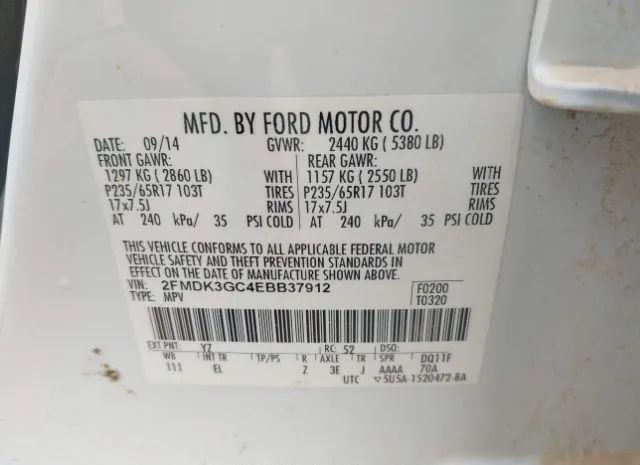 MFD. BY FORD MOTOR CO.
DATE: 09/14 GVWR: 2440 KG ( 5380 LB)
FRONT GAWR: REAR GAWR:
1297 KG ( 2860 LB) WITH 1157 KG ( 2550 LB) WITH
P235/65R17 103T TIRES P235/65R17 103T TIRES
17x7.5J RIMS 17x7.5J RIMS
AT 240 kPa/ 35 PSI COLD AT 240 kPa/ 35 PSI COLD
THIS VEHICLE CONFORMS TO ALL APPLICABLE FEDERAL MOTOR
VEHICLE SAFETY AND THEFT PREVENTION STANDARDS IN
EFFECT ON THE DATE OF MANUFACTURE SHOWN ABOVE.
VIN: 2FMDK3GC4EBB37912 F0200
TYPE: MPV T0320
EXT PNT: YZ RC: 52 DSO:
WB INT TR TP/PS R AXLE TR SPR DQ11F
111 EL Z 3E J AAAA 70A
UTC ▽5U5A-1520472-BA